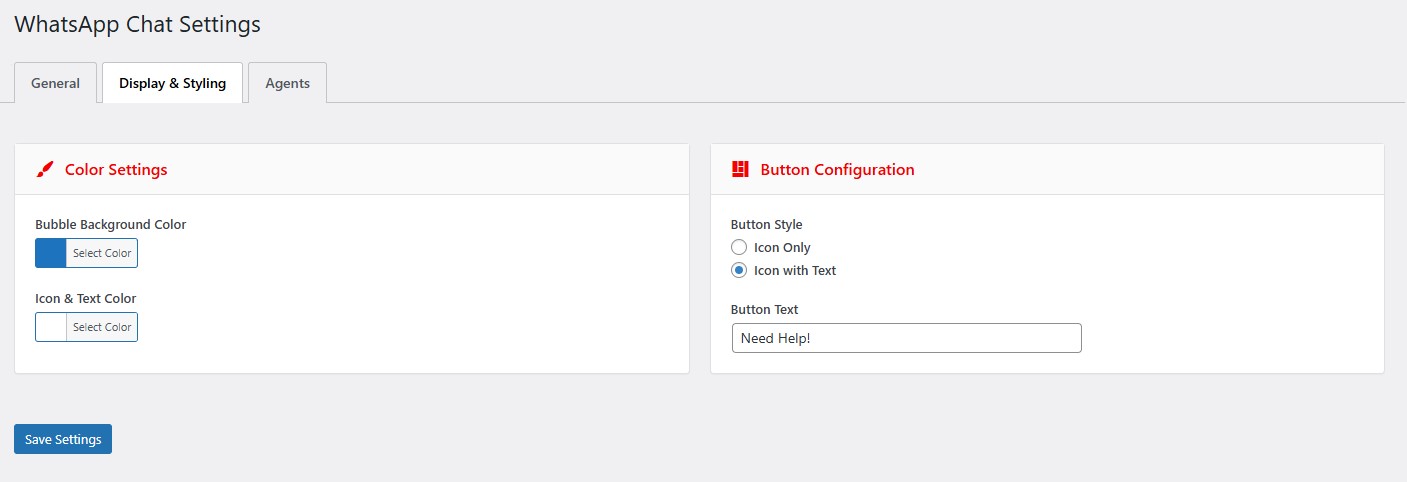 WhatsApp Chat Settings
General
Display & Styling
Agents
Color Settings
Bubble Background Color
Select Color
Icon & Text Color
Select Color
Button Configuration
Button Style
Icon Only
Icon with Text
Button Text
Need Help!
Save Settings